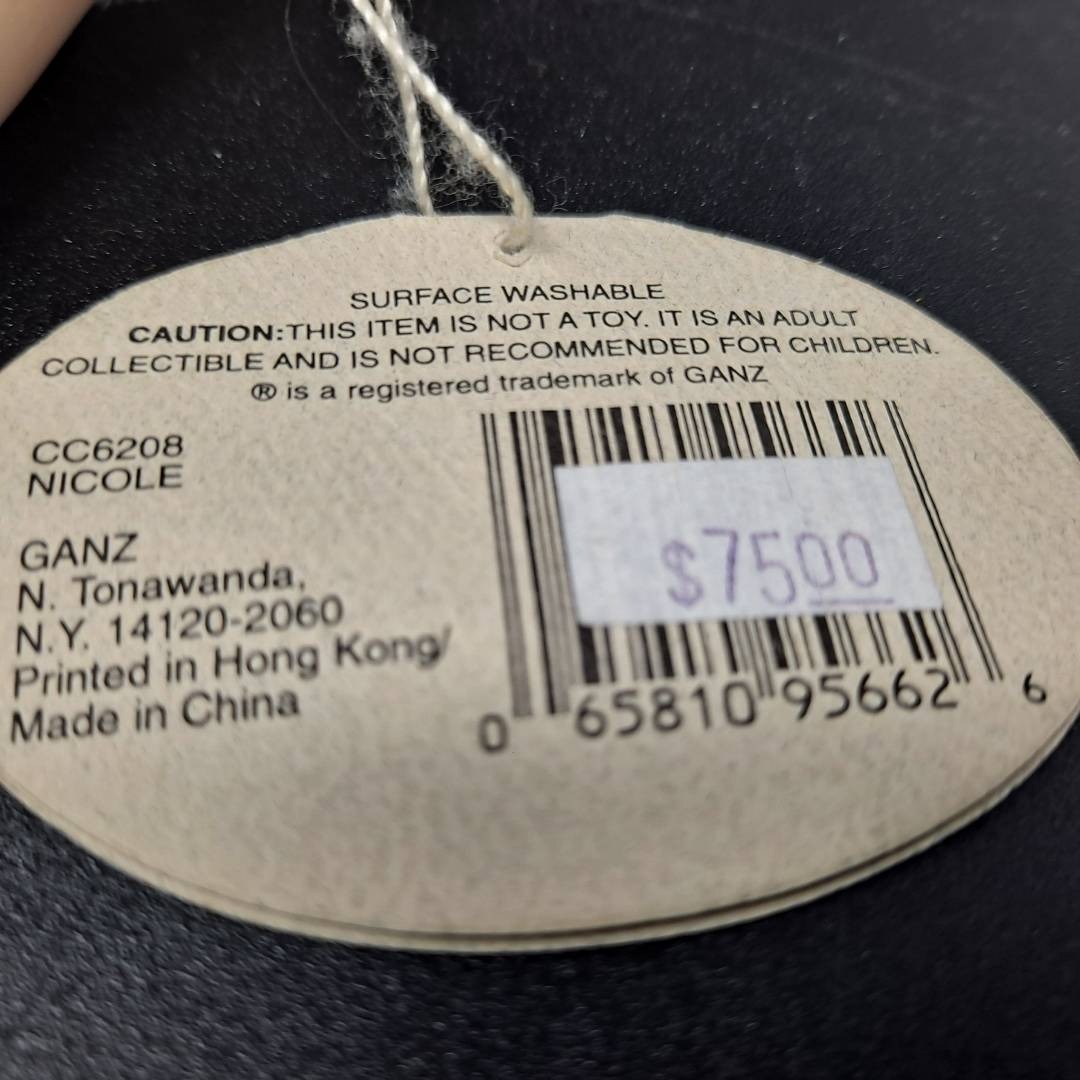 SURFACE WASHABLE
CAUTION:THIS ITEM IS NOT A TOY. IT IS AN ADULT
COLLECTIBLE AND IS NOT RECOMMENDED FOR CHILDREN.
® is a registered trademark of GANZ
CC6208
NICOLE
GANZ
N. Tonawanda,
N.Y. 14120-2060
Printed in Hong Kong/
Made in China
$7500
0 65810 95662 6